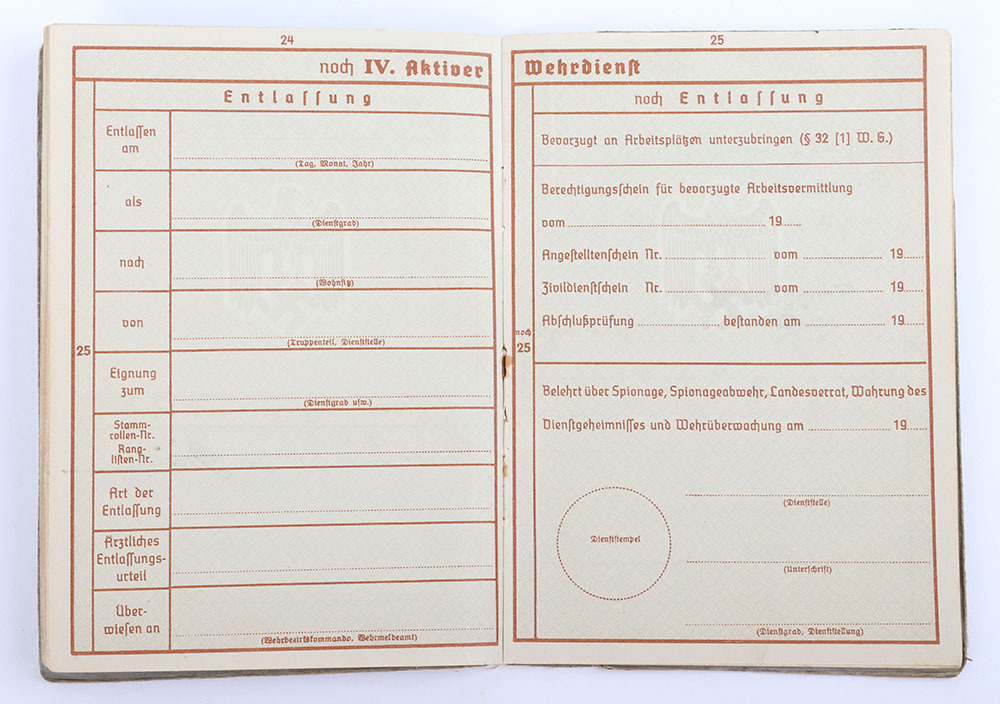 24
noch IV. Aktiver
Entlassung
25
Entlassen
am
(Tag, Monat, Jahr)
als
(Dienstgrad)
nach
(Wohnsitz)
von
(Truppenteil, Dienststelle)
Eignung
zum
(Dienstgrad usw.)
Stamm-
rollen-Nr.
Rang-
listen-Nr.
Art der
Entlassung
Ärztliches
Entlassungs-
urteil
Über-
wiesen an
(Wehrbezirkskommando, Wehrmeldeamt)
25
Wehrdienst
noch Entlassung
noch
25
Bevorzugt an Arbeitsplätzen unterzubringen (§ 32 [1] W. G.)
Berechtigungsschein für bevorzugte Arbeitsvermittlung
vom 19
Angestelltenschein Nr. vom 19
Zivildienstschein Nr. vom 19
Abschlußprüfung bestanden am 19
Belehrt über Spionage, Spionageabwehr, Landesverrat, Wahrung des
Dienstgeheimnisses und Wehrüberwachung am 19
(Dienststelle)
Dienststempel
(Unterschrift)
(Dienstgrad, Dienststellung)